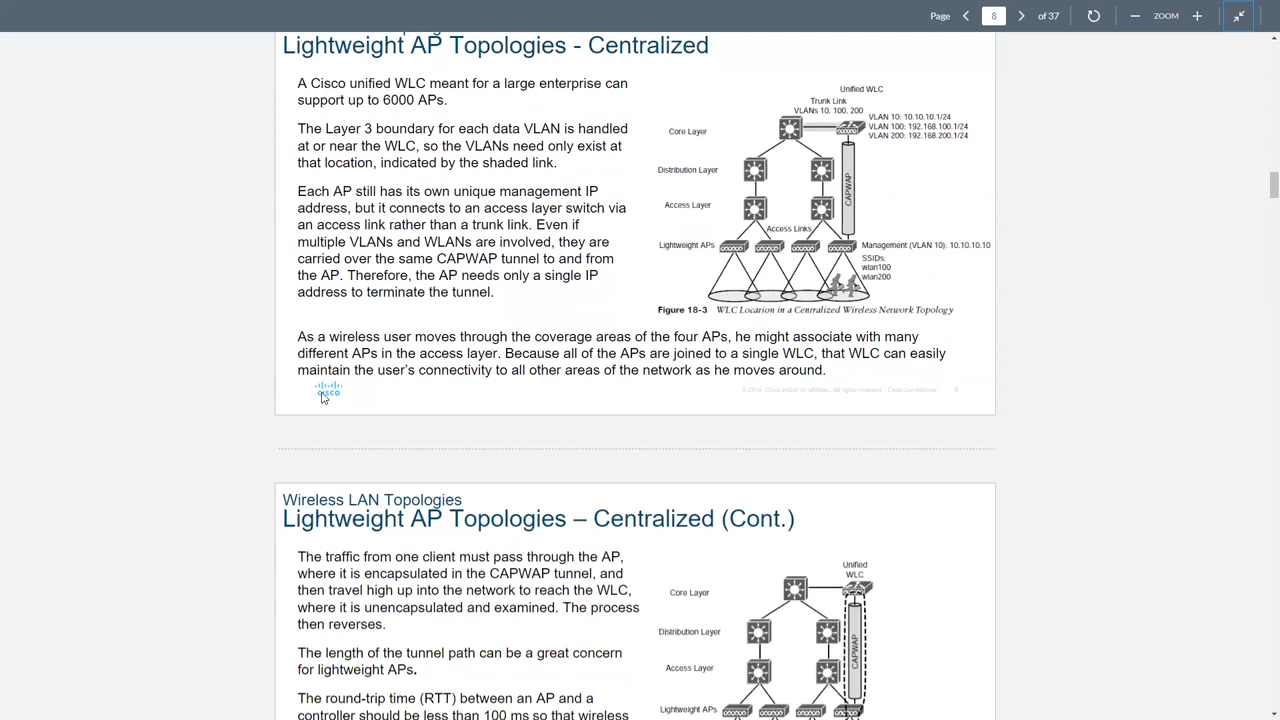 Page 8 of 37 ZOOM
Lightweight AP Topologies - Centralized
A Cisco unified WLC meant for a large enterprise can
support up to 6000 APs.
The Layer 3 boundary for each data VLAN is handled
at or near the WLC, so the VLANs need only exist at
that location, indicated by the shaded link.
Each AP still has its own unique management IP
address, but it connects to an access layer switch via
an access link rather than a trunk link. Even if
multiple VLANs and WLANs are involved, they are
carried over the same CAPWAP tunnel to and from
the AP. Therefore, the AP needs only a single IP
address to terminate the tunnel.
Unified WLC
Trunk Link
VLANs 10, 100, 200
VLAN 10: 10.10.10.1/24
VLAN 100: 192.168.100.1/24
VLAN 200: 192.168.200.1/24
Core Layer
Distribution Layer
CAPWAP
Access Layer
Access Links
Lightweight APs
Management (VLAN 10): 10.10.10.10
SSIDs:
wlan100
wlan200
Figure 18-3 WLC Location in a Centralized Wireless Network Topology
As a wireless user moves through the coverage areas of the four APs, he might associate with many
different APs in the access layer. Because all of the APs are joined to a single WLC, that WLC can easily
maintain the user's connectivity to all other areas of the network as he moves around.
CISCO
Wireless LAN Topologies
Lightweight AP Topologies – Centralized (Cont.)
The traffic from one client must pass through the AP,
where it is encapsulated in the CAPWAP tunnel, and
then travel high up into the network to reach the WLC,
where it is unencapsulated and examined. The process
then reverses.
The length of the tunnel path can be a great concern
for lightweight APs.
The round-trip time (RTT) between an AP and a
controller should be less than 100 ms so that wireless
Unified
WLC
Core Layer
Distribution Layer
CAPWAP
Access Layer
Lightweight APs